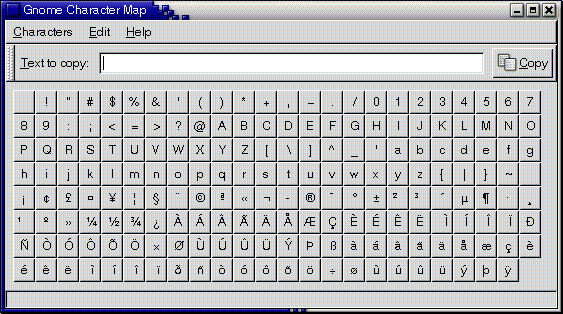 Gnome Character Map
Characters Edit Help
Text to copy: Copy
! " # $ % & ' ( ) * + , - . / 0 1 2 3 4 5 6 7
8 9 : ; < = > ? @ A B C D E F G H I J K L M N O
P Q R S T U V W X Y Z [ \ ] ^ _ ` a b c d e f g
h i j k l m n o p q r s t u v w x y z { | } ~
¡ ¢ £ ¤ ¥ ¦ § ¨ © ª « ¬ - ® ¯ ° ± ² ³ ´ µ ¶ · ¸
¹ º » ¼ ½ ¾ ¿ À Á Â Ã Ä Å Æ Ç È É Ê Ë Ì Í Î Ï Ð
Ñ Ò Ó Ô Õ Ö × Ø Ù Ú Û Ü Ý Þ ß à á â ã ä å æ ç è
é ê ë ì í î ï ð ñ ò ó ô õ ö ÷ ø ù ú û ü ý þ ÿ